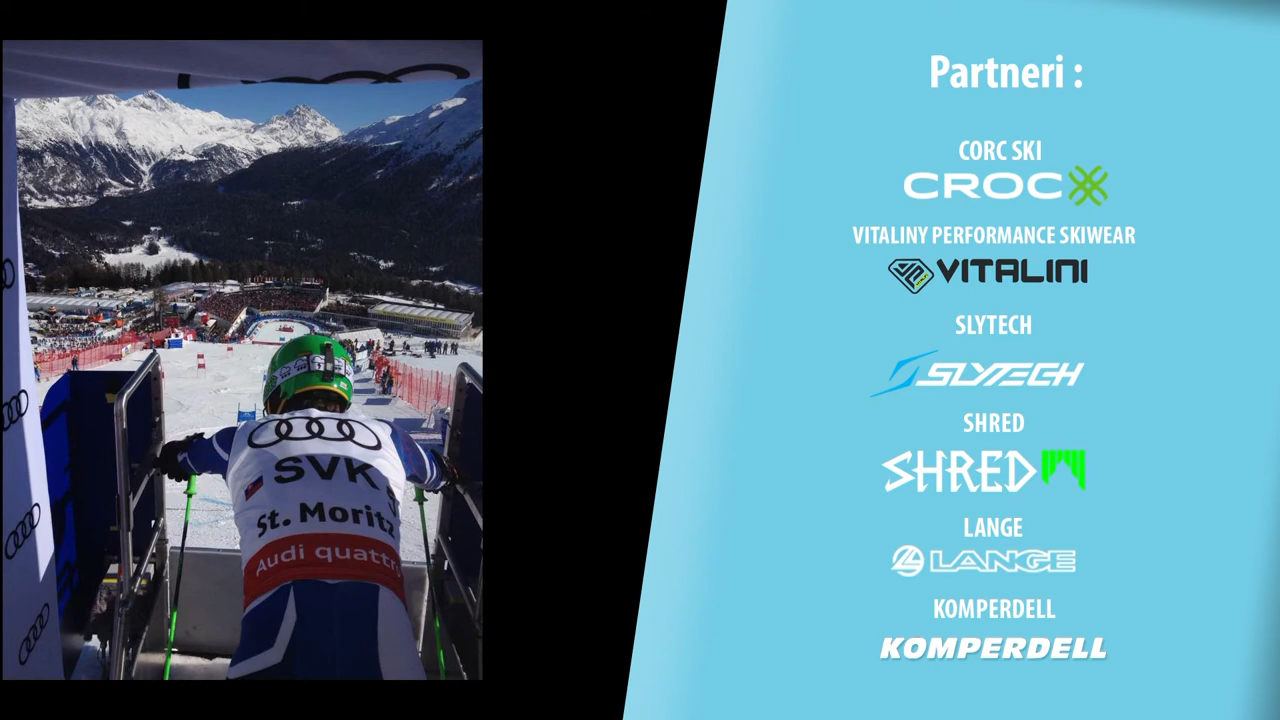 SVK
St. Moritz
Audi quattro
Partneri :
CORC SKI
CROC
VITALINY PERFORMANCE SKIWEAR
VITALINI
SLYTECH
SLYTECH
SHRED
SHRED
LANGE
LANGE
KOMPERDELL
KOMPERDELL